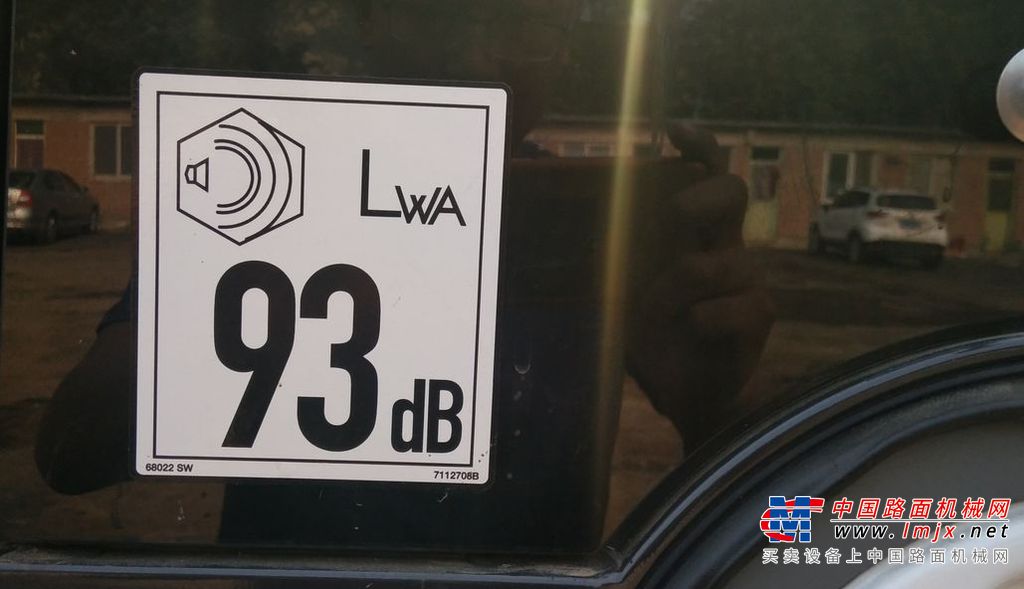 LWA
93 dB
68022 SW
7112708B
中国路面机械网
www.lmjx.net
买卖设备上中国路面机械网